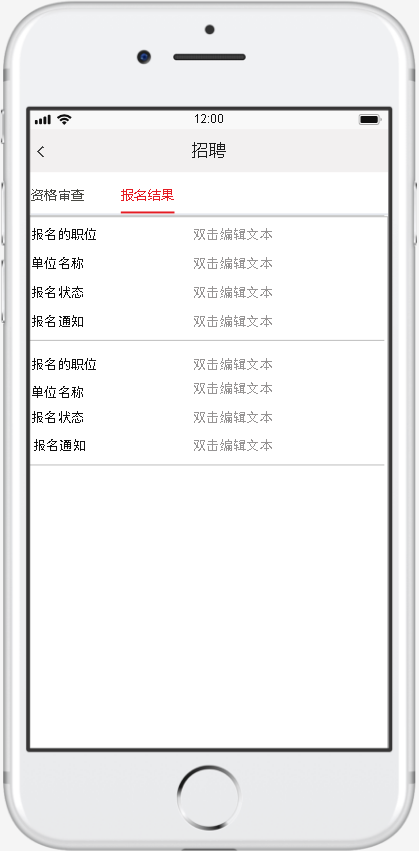 12:00
招聘
资格审查 报名结果
报名的职位 双击编辑文本
单位名称 双击编辑文本
报名状态 双击编辑文本
报名通知 双击编辑文本
报名的职位 双击编辑文本
单位名称 双击编辑文本
报名状态 双击编辑文本
报名通知 双击编辑文本